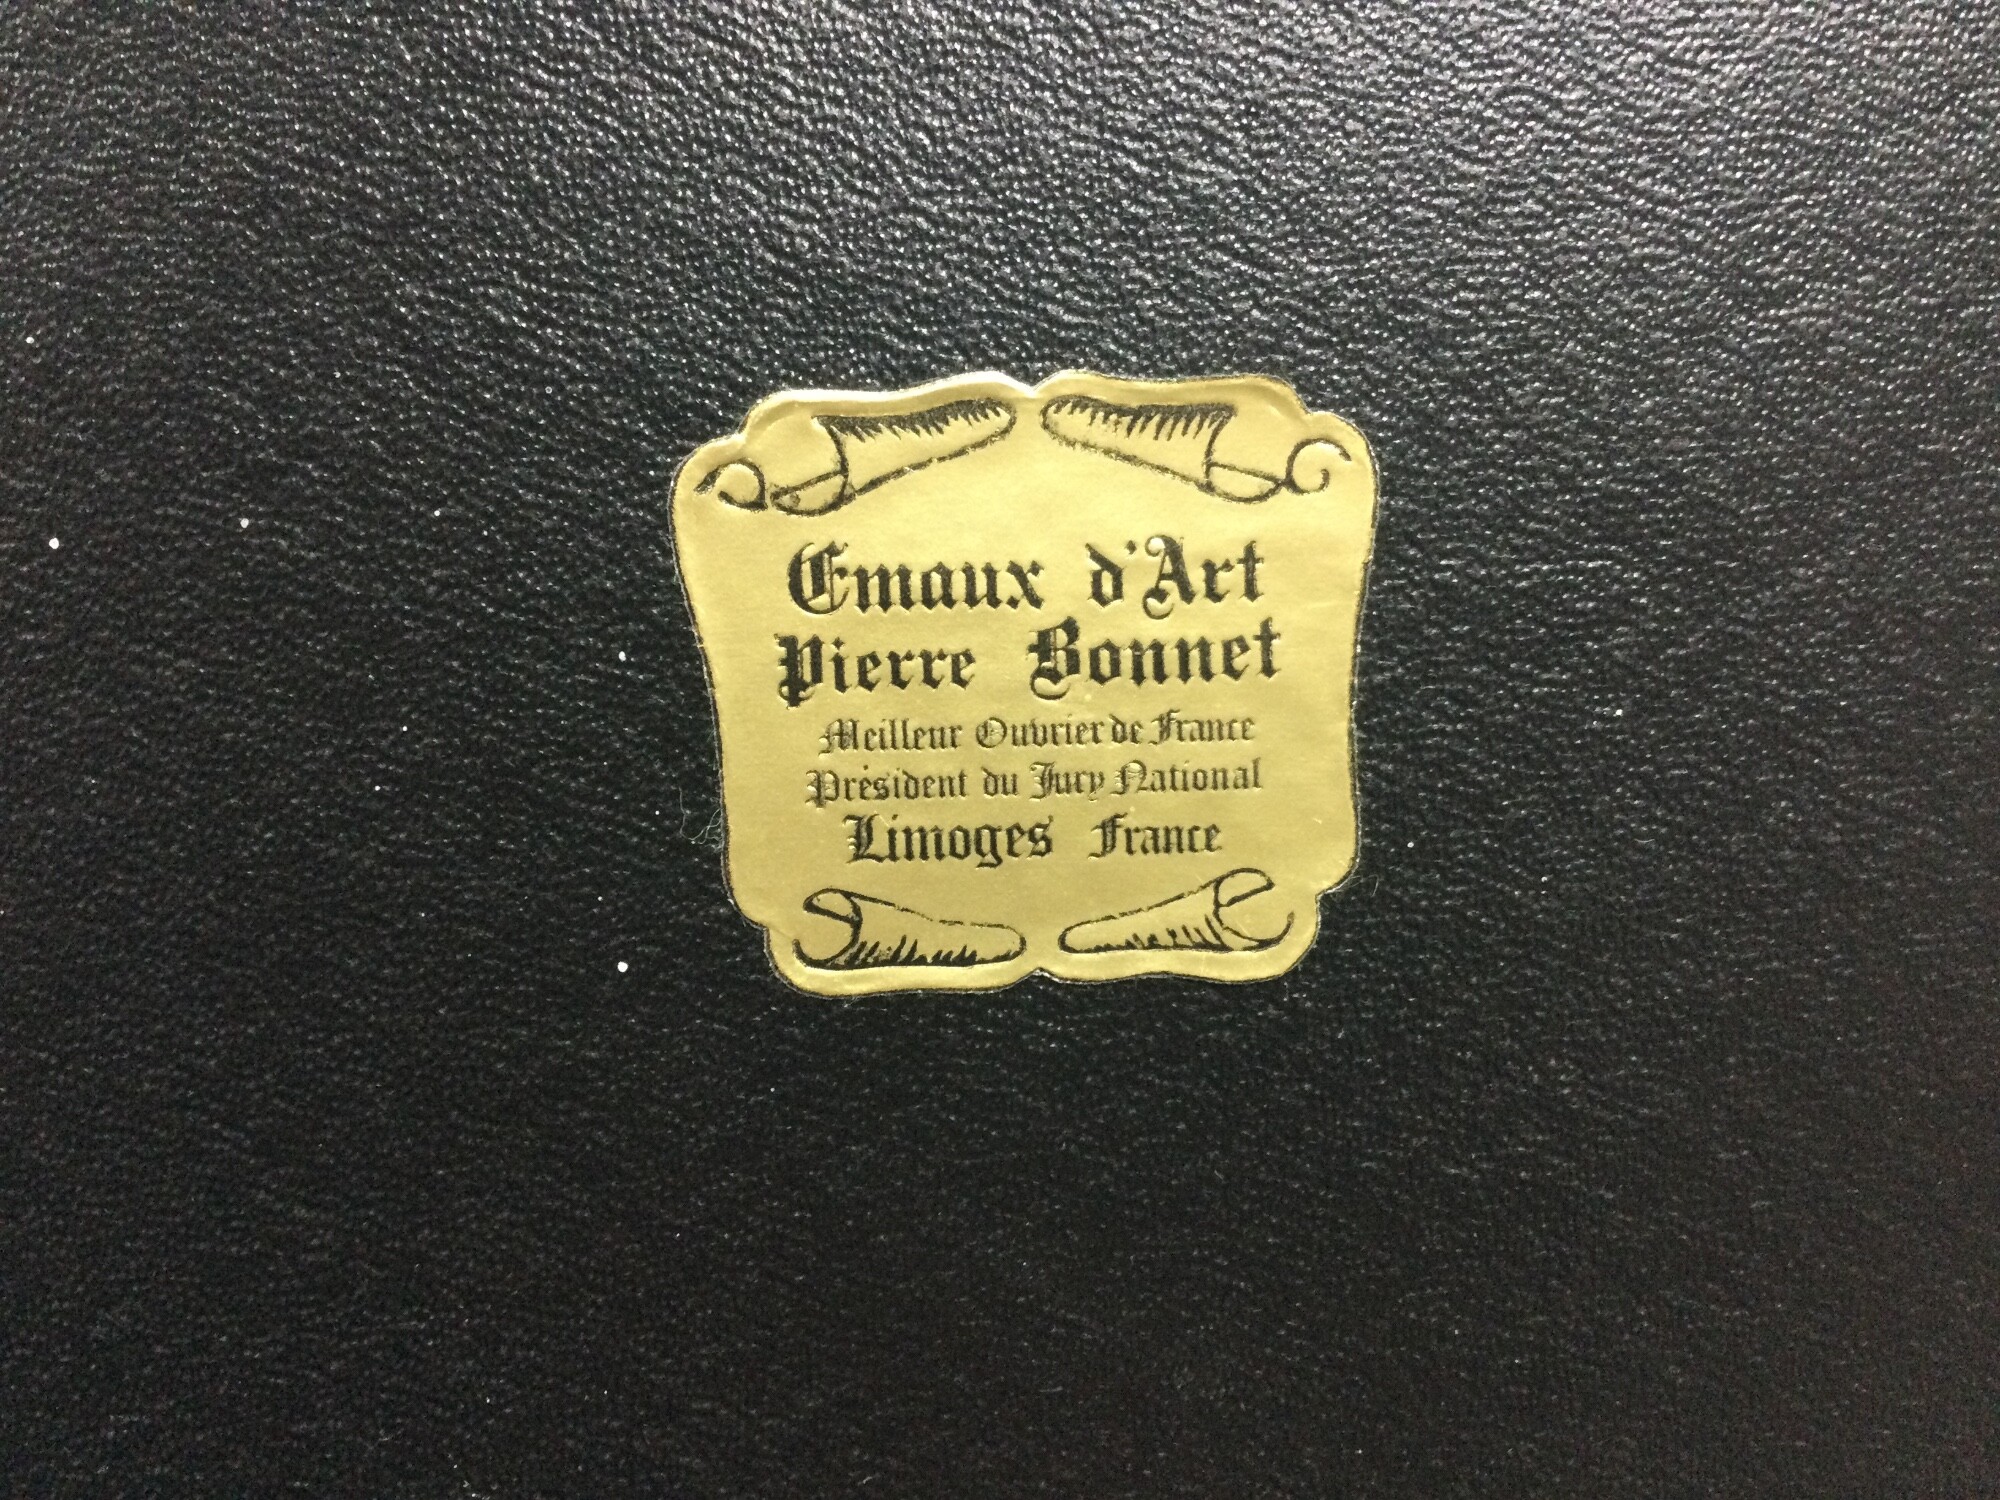 Emaux d'Art
Pierre Bonnet
Meilleur Ouvrier de France
Président du Jury National
Limoges France